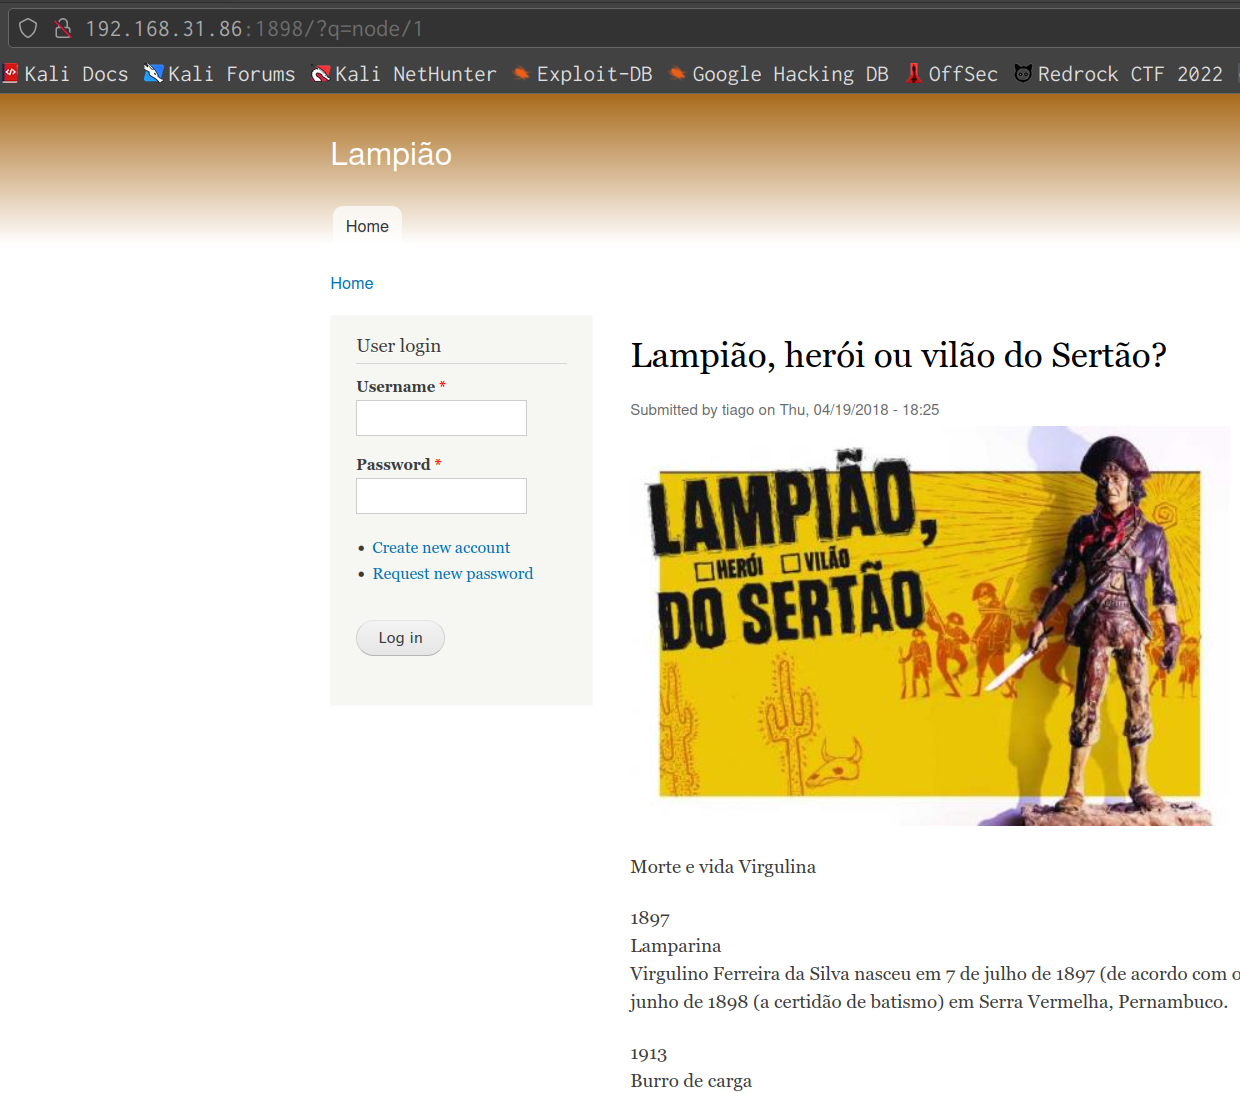 192.168.31.86:1898/?q=node/1
Kali Docs Kali Forums Kali NetHunter Exploit-DB Google Hacking DB OffSec Redrock CTF 2022
Lampião
Home
Home
User login
Username *
Password *
Create new account
Request new password
Log in
Lampião, herói ou vilão do Sertão?
Submitted by tiago on Thu, 04/19/2018 - 18:25
LAMPIÃO,
HERÓI VILÃO
DO SERTÃO
Morte e vida Virgulina
1897
Lamparina
Virgulino Ferreira da Silva nasceu em 7 de julho de 1897 (de acordo com o
junho de 1898 (a certidão de batismo) em Serra Vermelha, Pernambuco.
1913
Burro de carga